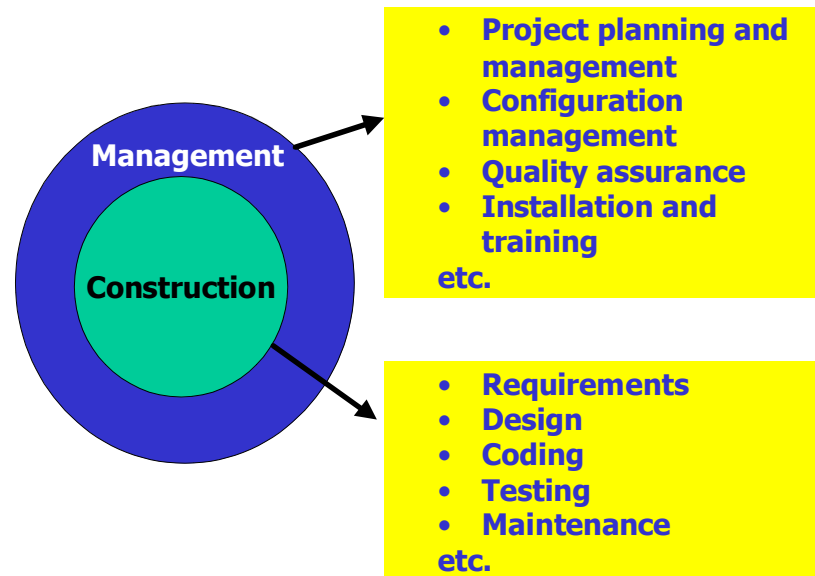 Management
Construction
• Project planning and
management
• Configuration
management
• Quality assurance
• Installation and
training
etc.
• Requirements
• Design
• Coding
• Testing
• Maintenance
etc.